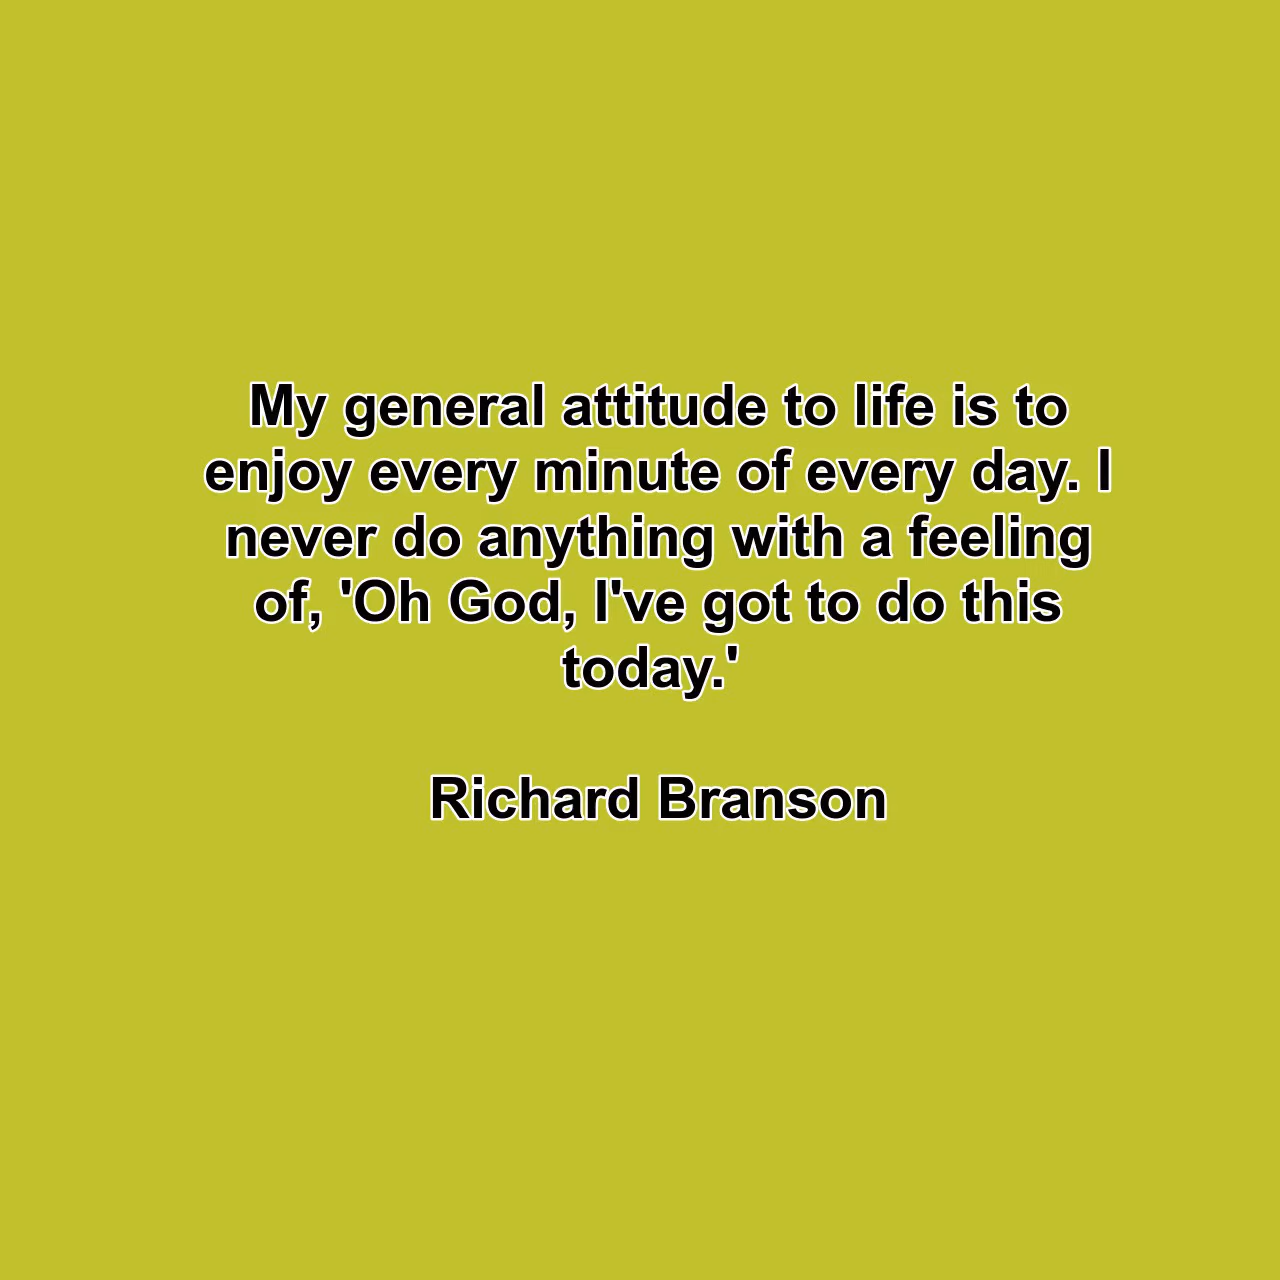 My general attitude to life is to
enjoy every minute of every day. I
never do anything with a feeling
of, 'Oh God, I've got to do this
today.'
Richard Branson